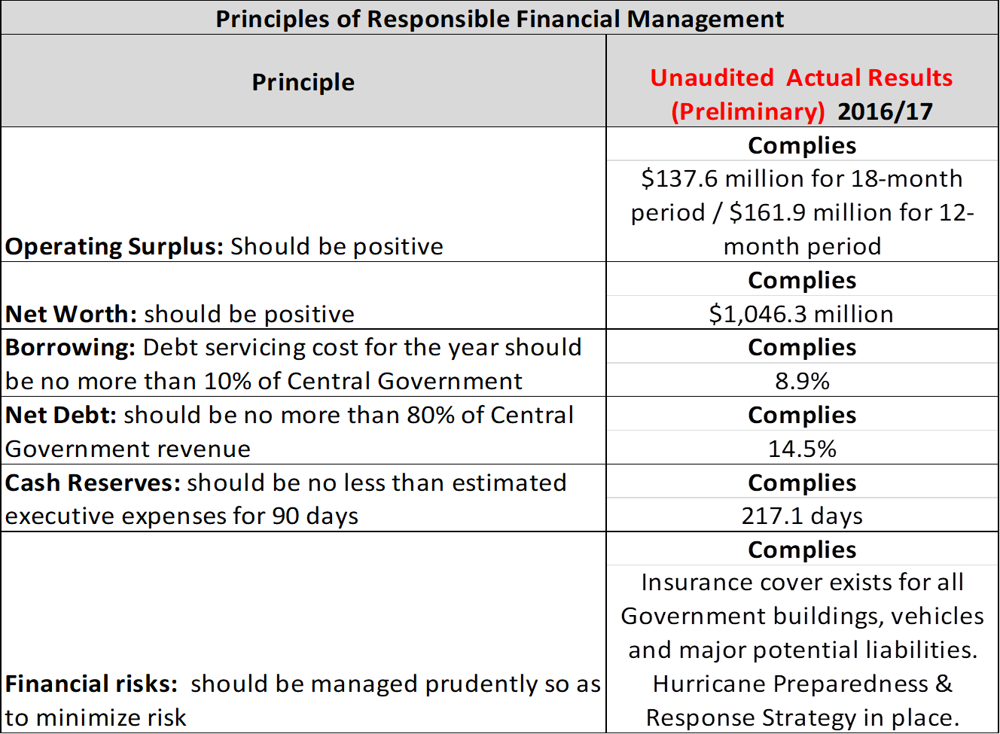 Principles of Responsible Financial Management
Principle
Unaudited Actual Results
(Preliminary) 2016/17
Operating Surplus: Should be positive
Complies
$137.6 million for 18-month
period / $161.9 million for 12-
month period
Net Worth: should be positive
Complies
$1,046.3 million
Borrowing: Debt servicing cost for the year should
be no more than 10% of Central Government
Complies
8.9%
Net Debt: should be no more than 80% of Central
Government revenue
Complies
14.5%
Cash Reserves: should be no less than estimated
executive expenses for 90 days
Complies
217.1 days
Financial risks: should be managed prudently so as
to minimize risk
Complies
Insurance cover exists for all
Government buildings, vehicles
and major potential liabilities.
Hurricane Preparedness &
Response Strategy in place.